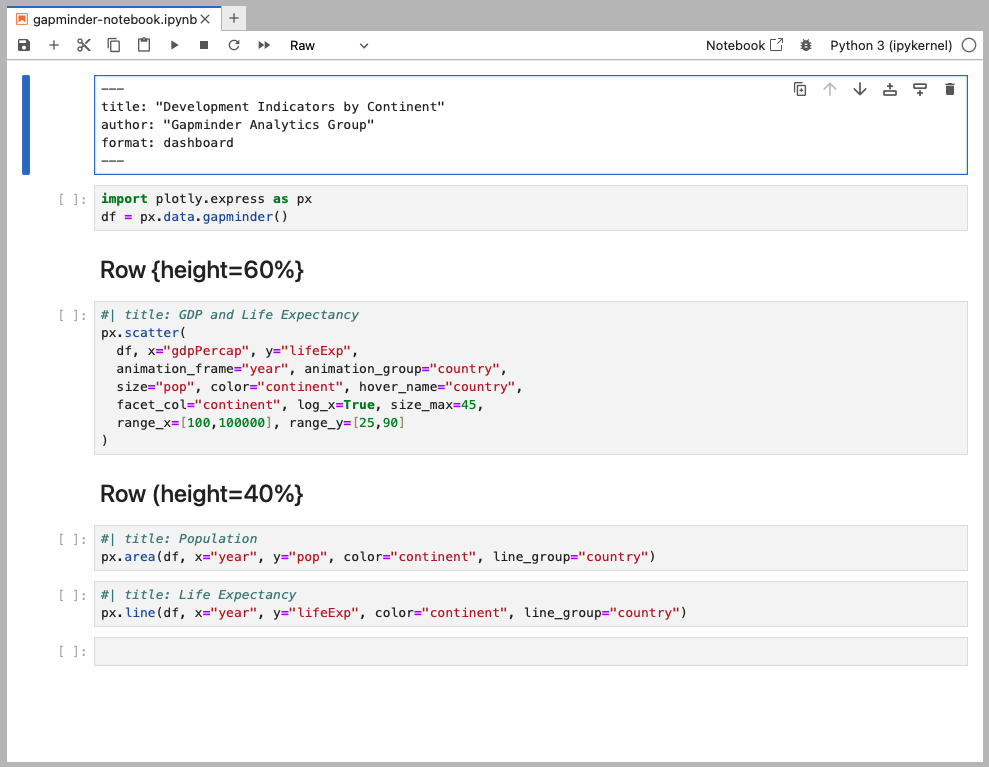 gapminder-notebook.ipynb
Raw
Notebook
Python 3 (ipykernel)
---
title: "Development Indicators by Continent"
author: "Gapminder Analytics Group"
format: dashboard
---
[ ]:
import plotly.express as px
df = px.data.gapminder()
Row {height=60%}
[ ]:
#| title: GDP and Life Expectancy
px.scatter(
  df, x="gdpPercap", y="lifeExp",
  animation_frame="year", animation_group="country",
  size="pop", color="continent", hover_name="country",
  facet_col="continent", log_x=True, size_max=45,
  range_x=[100,100000], range_y=[25,90]
)
Row (height=40%}
[ ]:
#| title: Population
px.area(df, x="year", y="pop", color="continent", line_group="country")
[ ]:
#| title: Life Expectancy
px.line(df, x="year", y="lifeExp", color="continent", line_group="country")
[ ]: